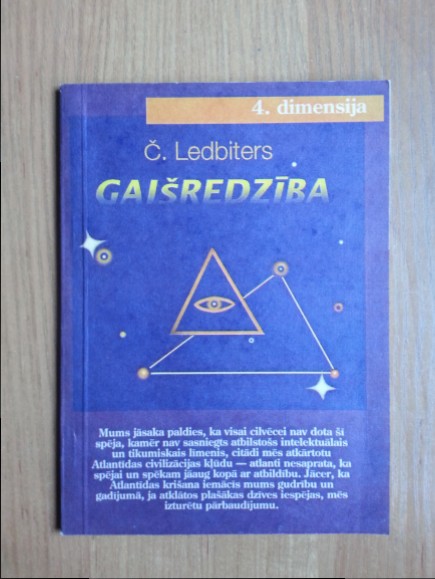 4. dimensija
Č. Ledbiters
GAIŠREDZĪBA
Mums jāsaka paldies, ka visai cilvēcei nav dota šī
spēja, kamēr nav sasniegts atbilstošs intelektuālais
un tikumiskais līmenis, citādi mēs atkārtotu
Atlantīdas civilizācijas kļūdu — atlanti nesaprata, ka
spējai un spēkam jāaug kopā ar atbildību. Jācer, ka
Atlantīdas krišana iemācīs mums gudrību un
gadījumā, ja atklātos plašākas dzīves iespējas, mēs
izturētu pārbaudījumu.